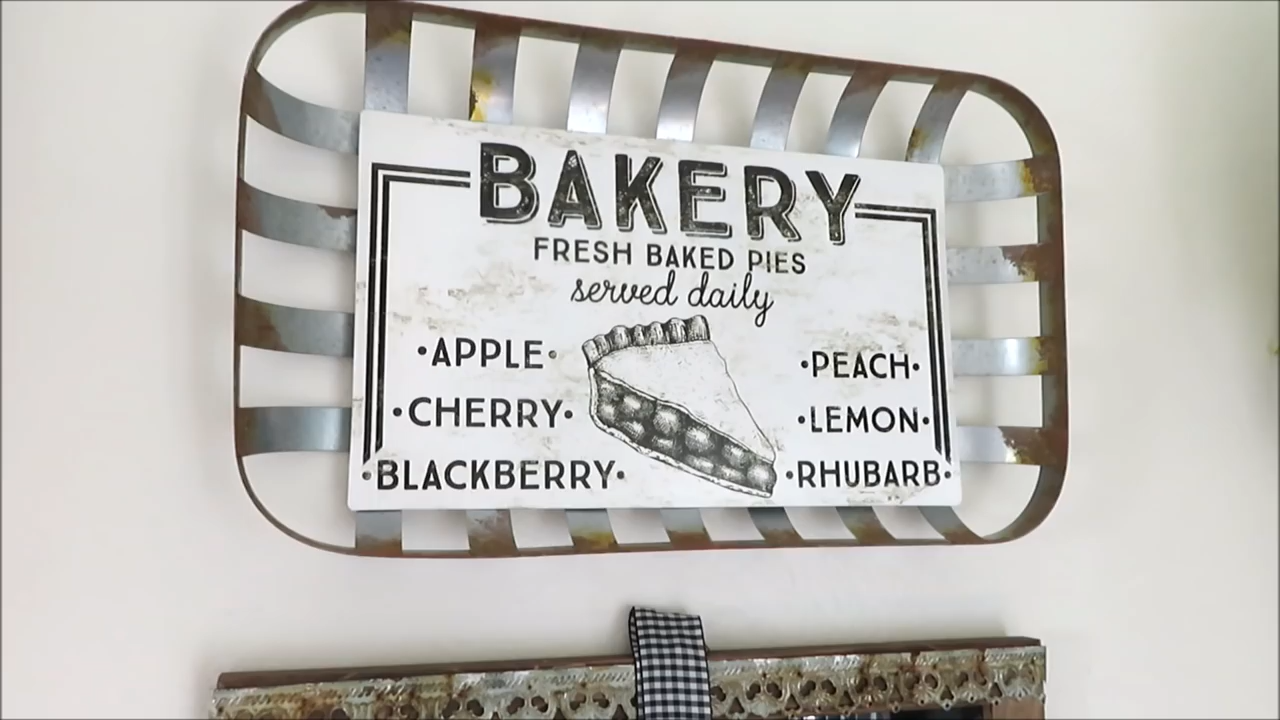 BAKERY
FRESH BAKED PIES
served daily
•APPLE•
•CHERRY•
•BLACKBERRY•
•PEACH•
•LEMON•
•RHUBARB•